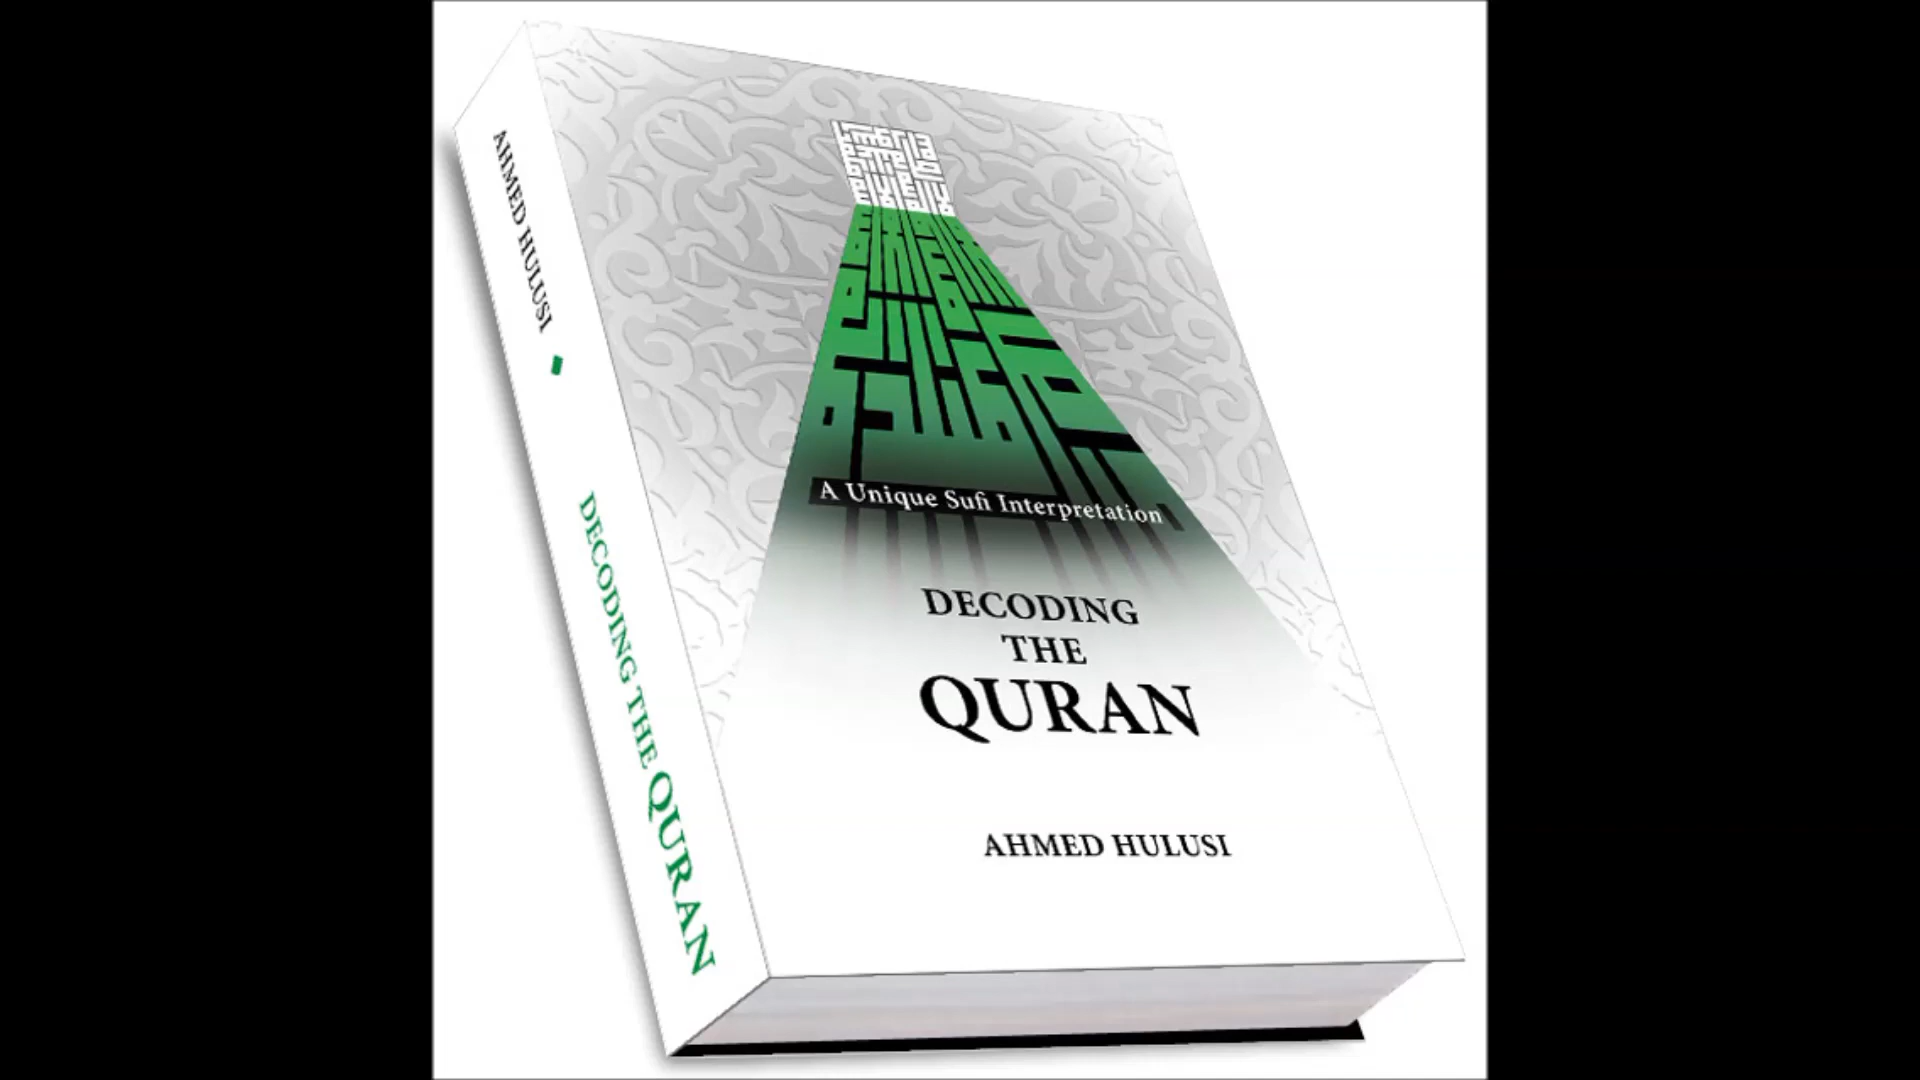 AHMED HULUSI
DECODING THE QURAN
A Unique Sufi Interpretation
DECODING
THE
QURAN
AHMED HULUSI